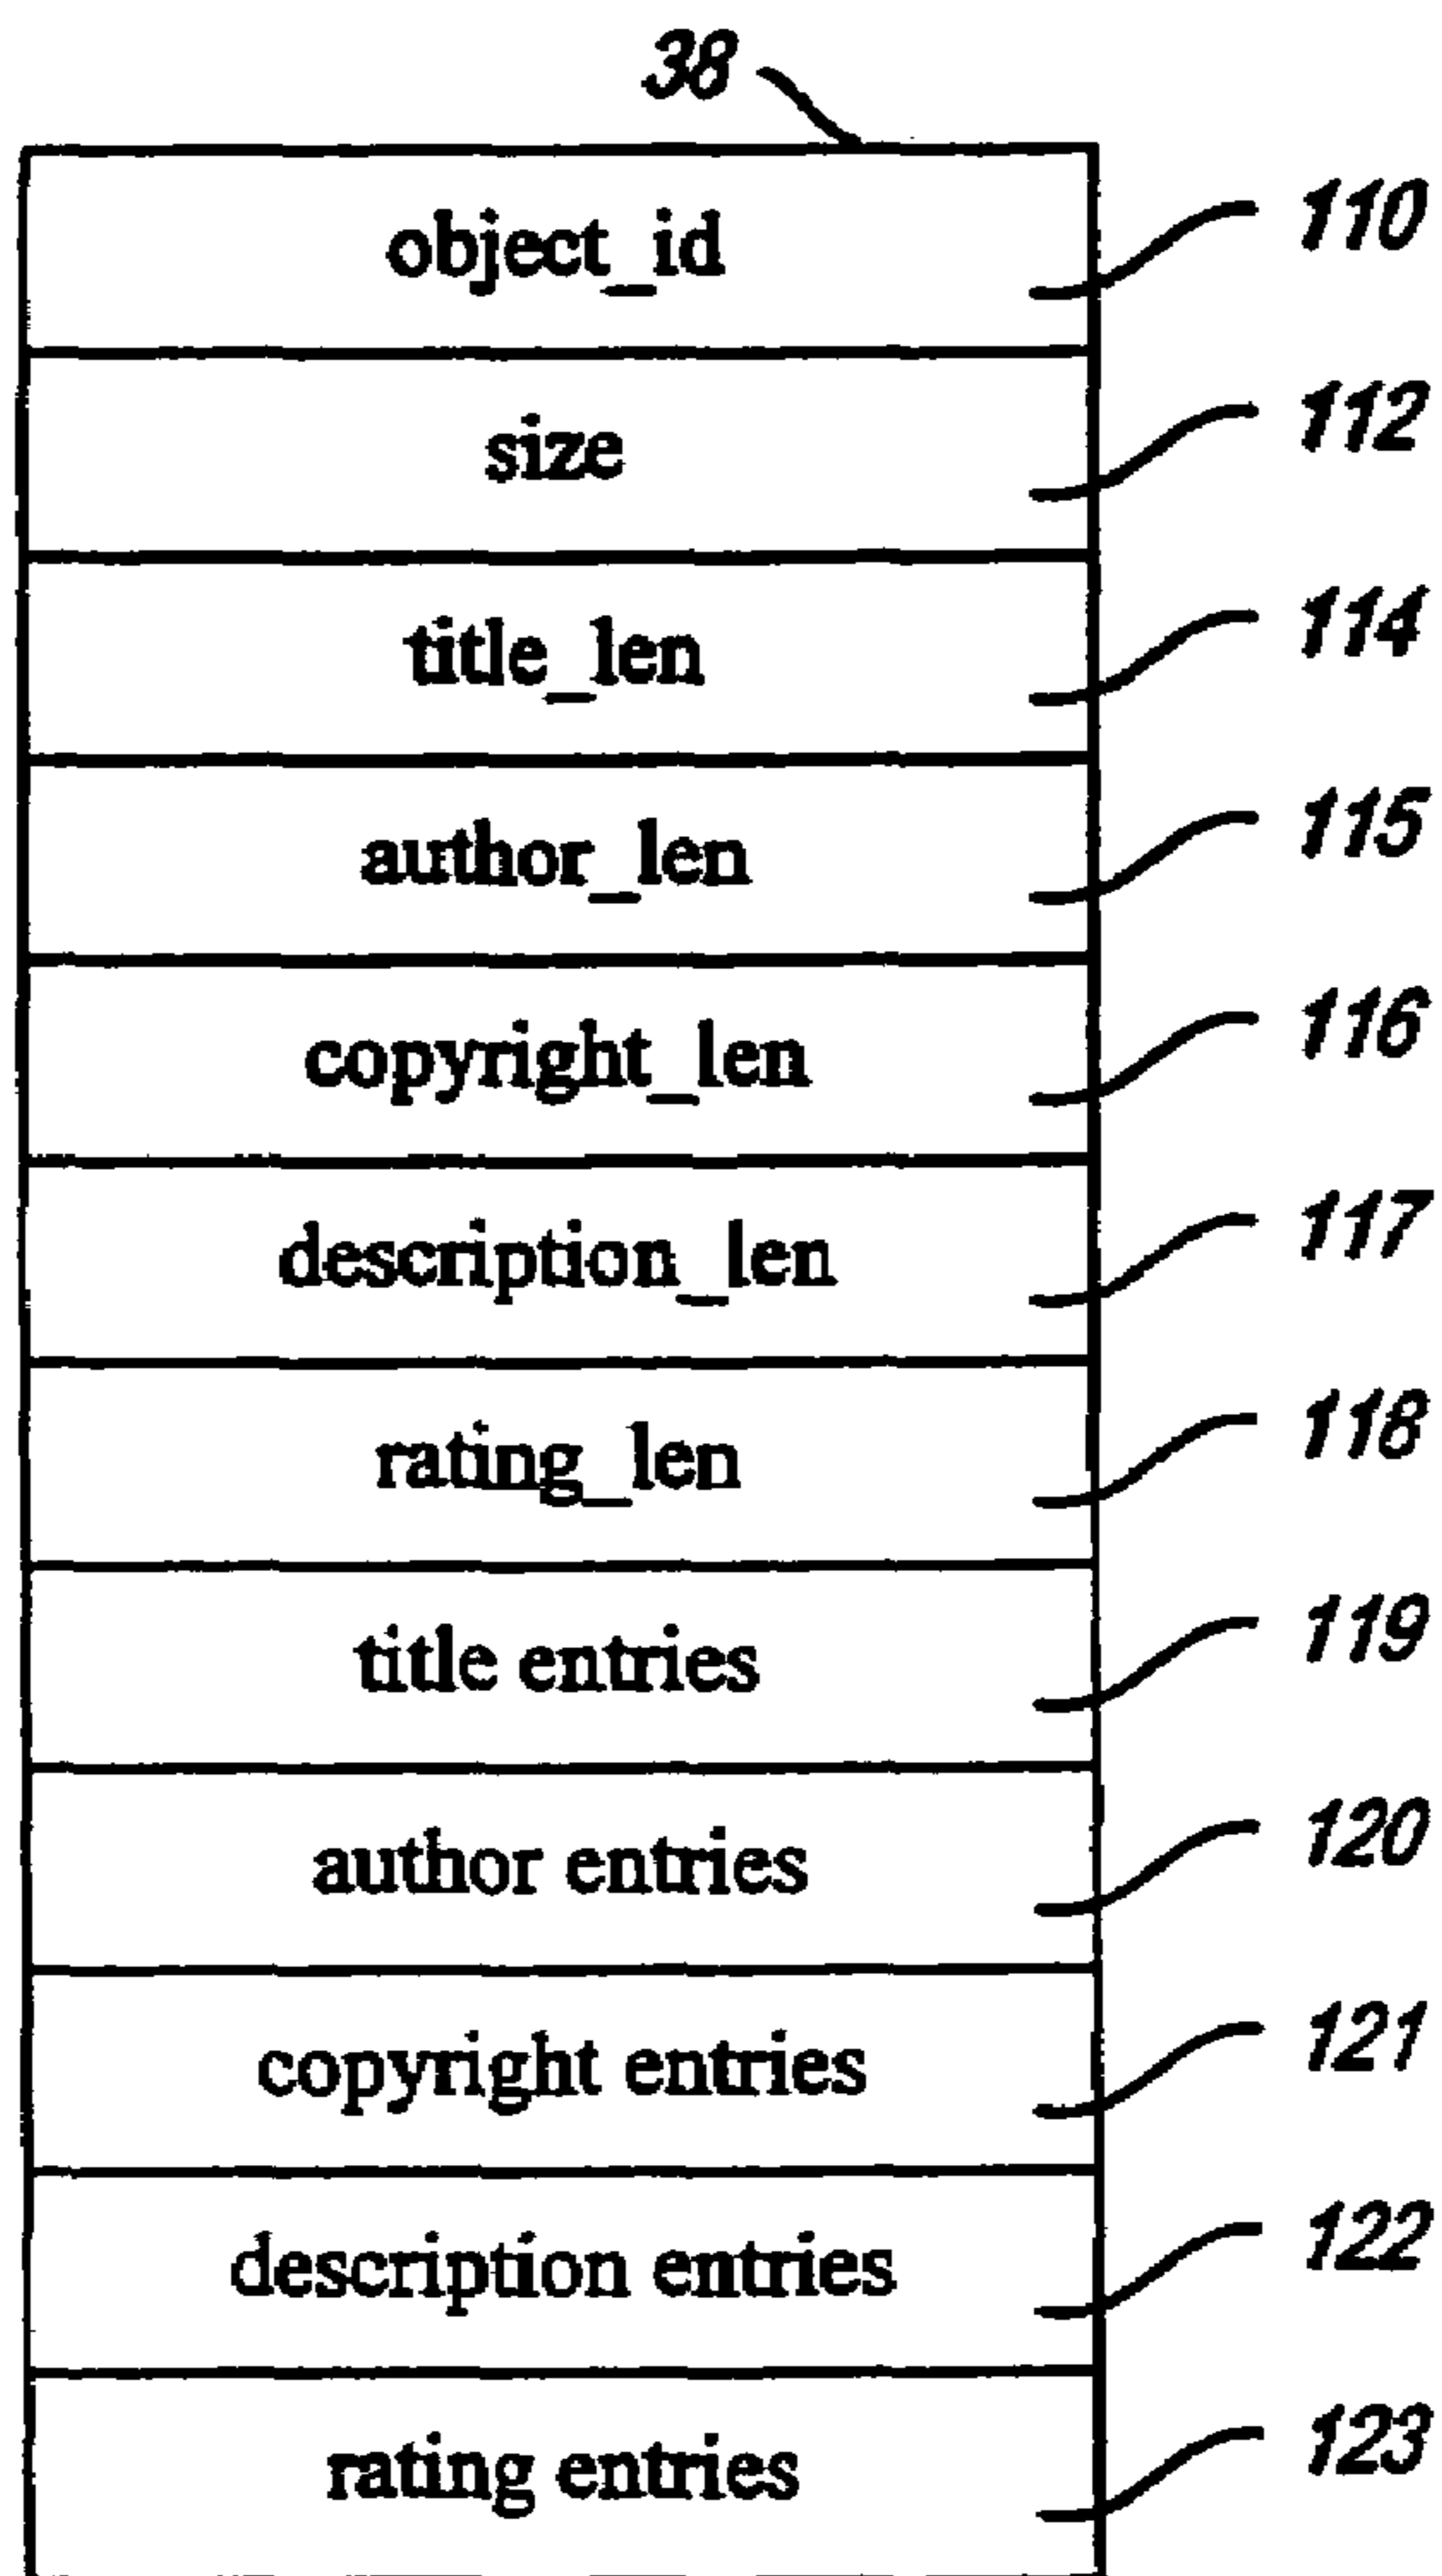 38
object_id 110
size 112
title_len 114
author_len 115
copyright_len 116
description_len 117
rating_len 118
title entries 119
author entries 120
copyright entries 121
description entries 122
rating entries 123